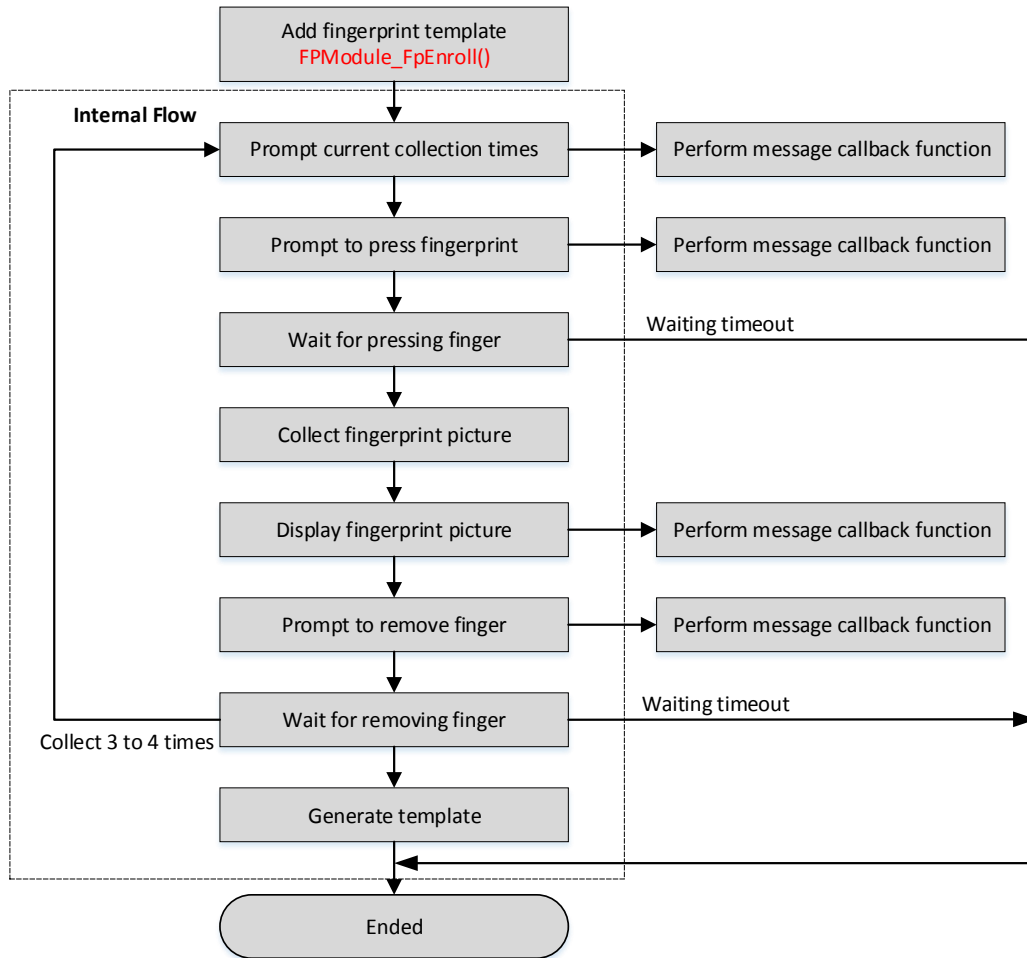 Add fingerprint template
FPModule_FpEnroll()
Internal Flow
Prompt current collection times
Perform message callback function
Prompt to press fingerprint
Perform message callback function
Wait for pressing finger
Waiting timeout
Collect fingerprint picture
Display fingerprint picture
Perform message callback function
Prompt to remove finger
Perform message callback function
Wait for removing finger
Waiting timeout
Collect 3 to 4 times
Generate template
Ended